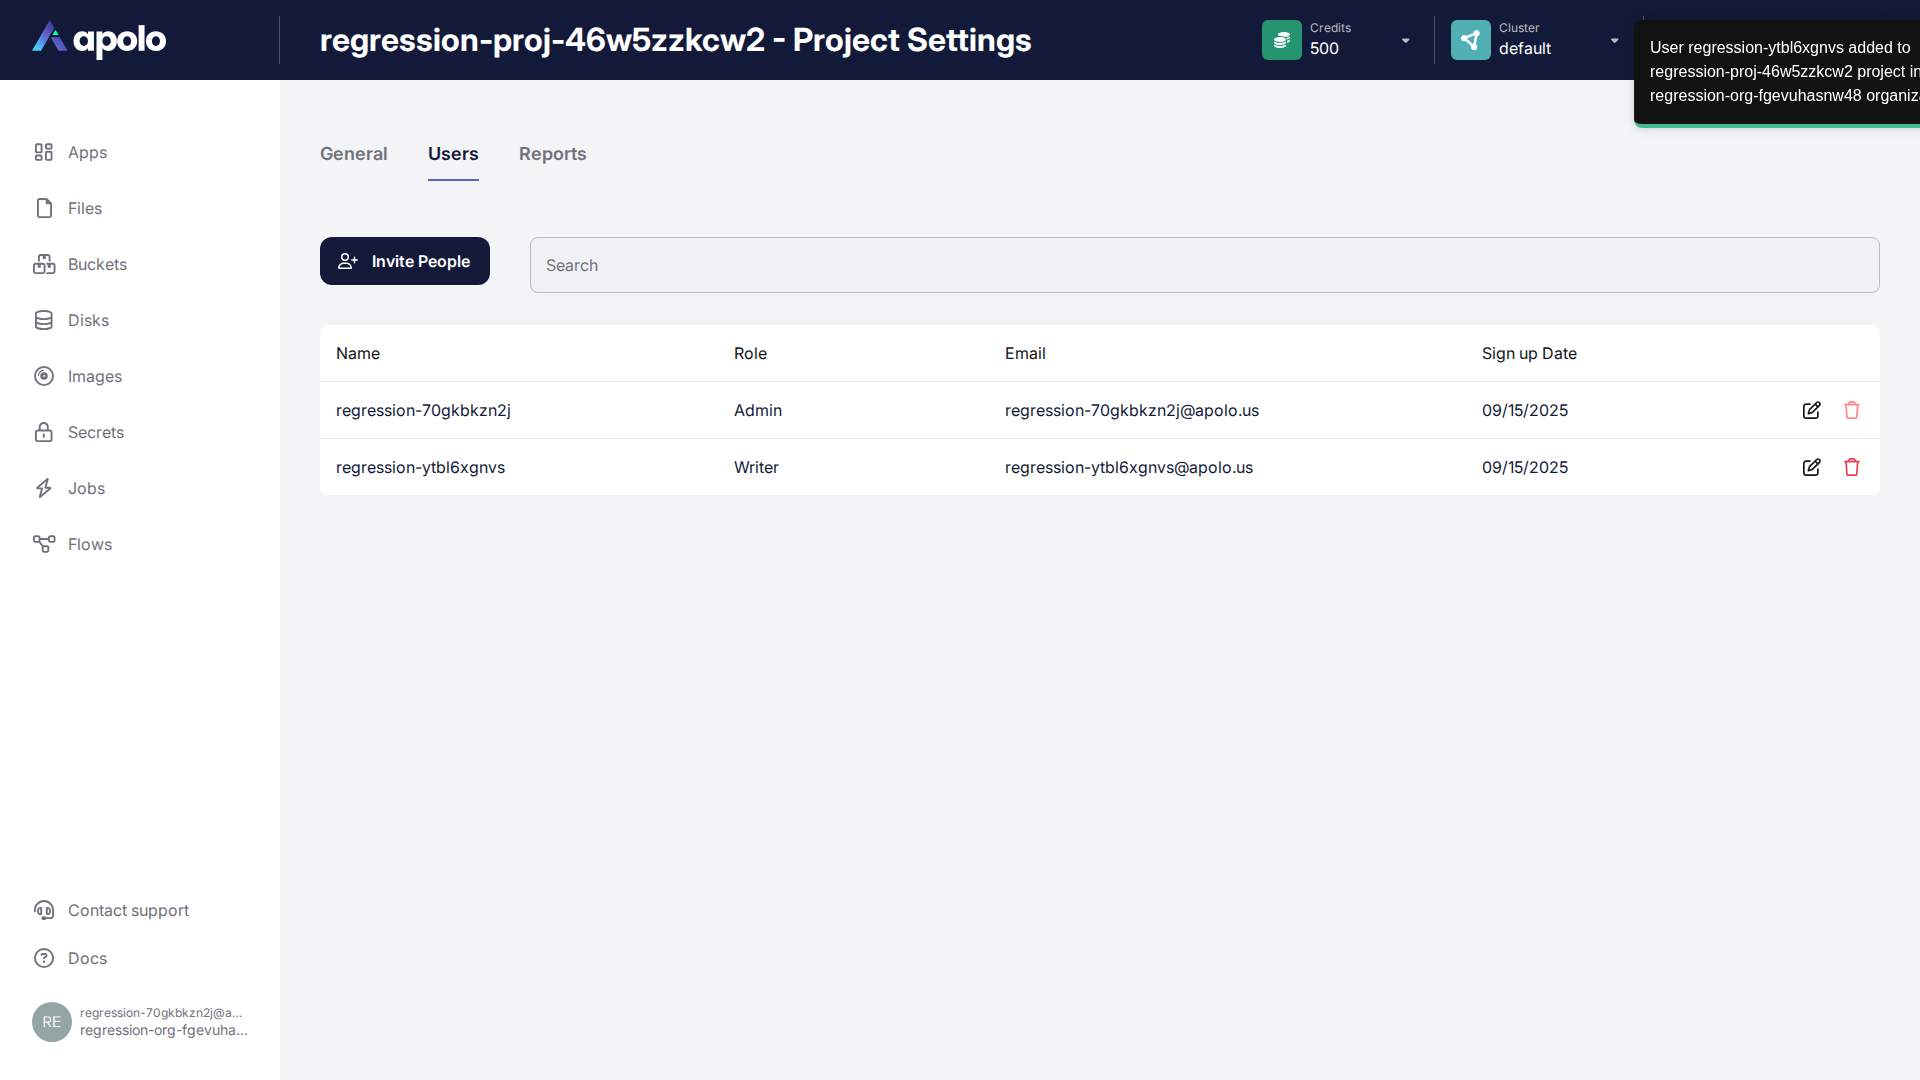 apolo
regression-proj-46w5zzkcw2 - Project Settings
Credits
500
Cluster
default
User regression-ytbl6xgnvs added to
regression-proj-46w5zzkcw2 project in
regression-org-fgevuhasnw48
Apps
Files
Buckets
Disks
Images
Secrets
Jobs
Flows
General
Users
Reports
Invite People
Search
Name Role Email Sign up Date
regression-70gkbkzn2j Admin regression-70gkbkzn2j@apolo.us 09/15/2025
regression-ytbl6xgnvs Writer regression-ytbl6xgnvs@apolo.us 09/15/2025
Contact support
Docs
RE
regression-70gkbkzn2j@a...
regression-org-fgevuha...